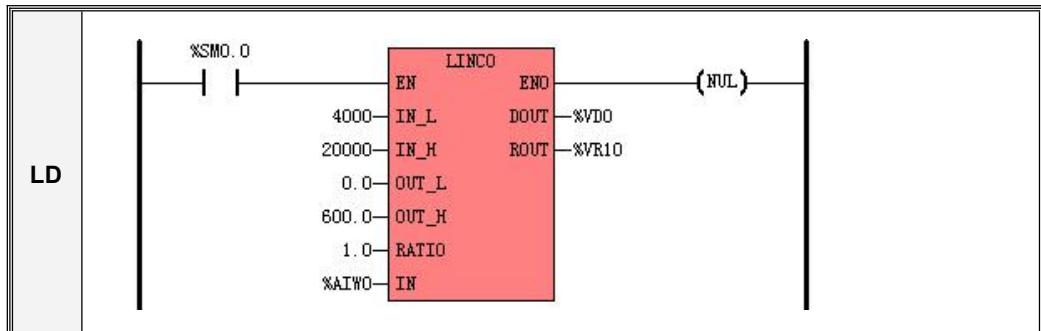 %SM0.0
LINCO
EN ENO (NUL)
4000 IN_L DOUT %VD0
20000 IN_H ROUT %VR10
LD
0.0 OUT_L
600.0 OUT_H
1.0 RATIO
%AIW0 IN